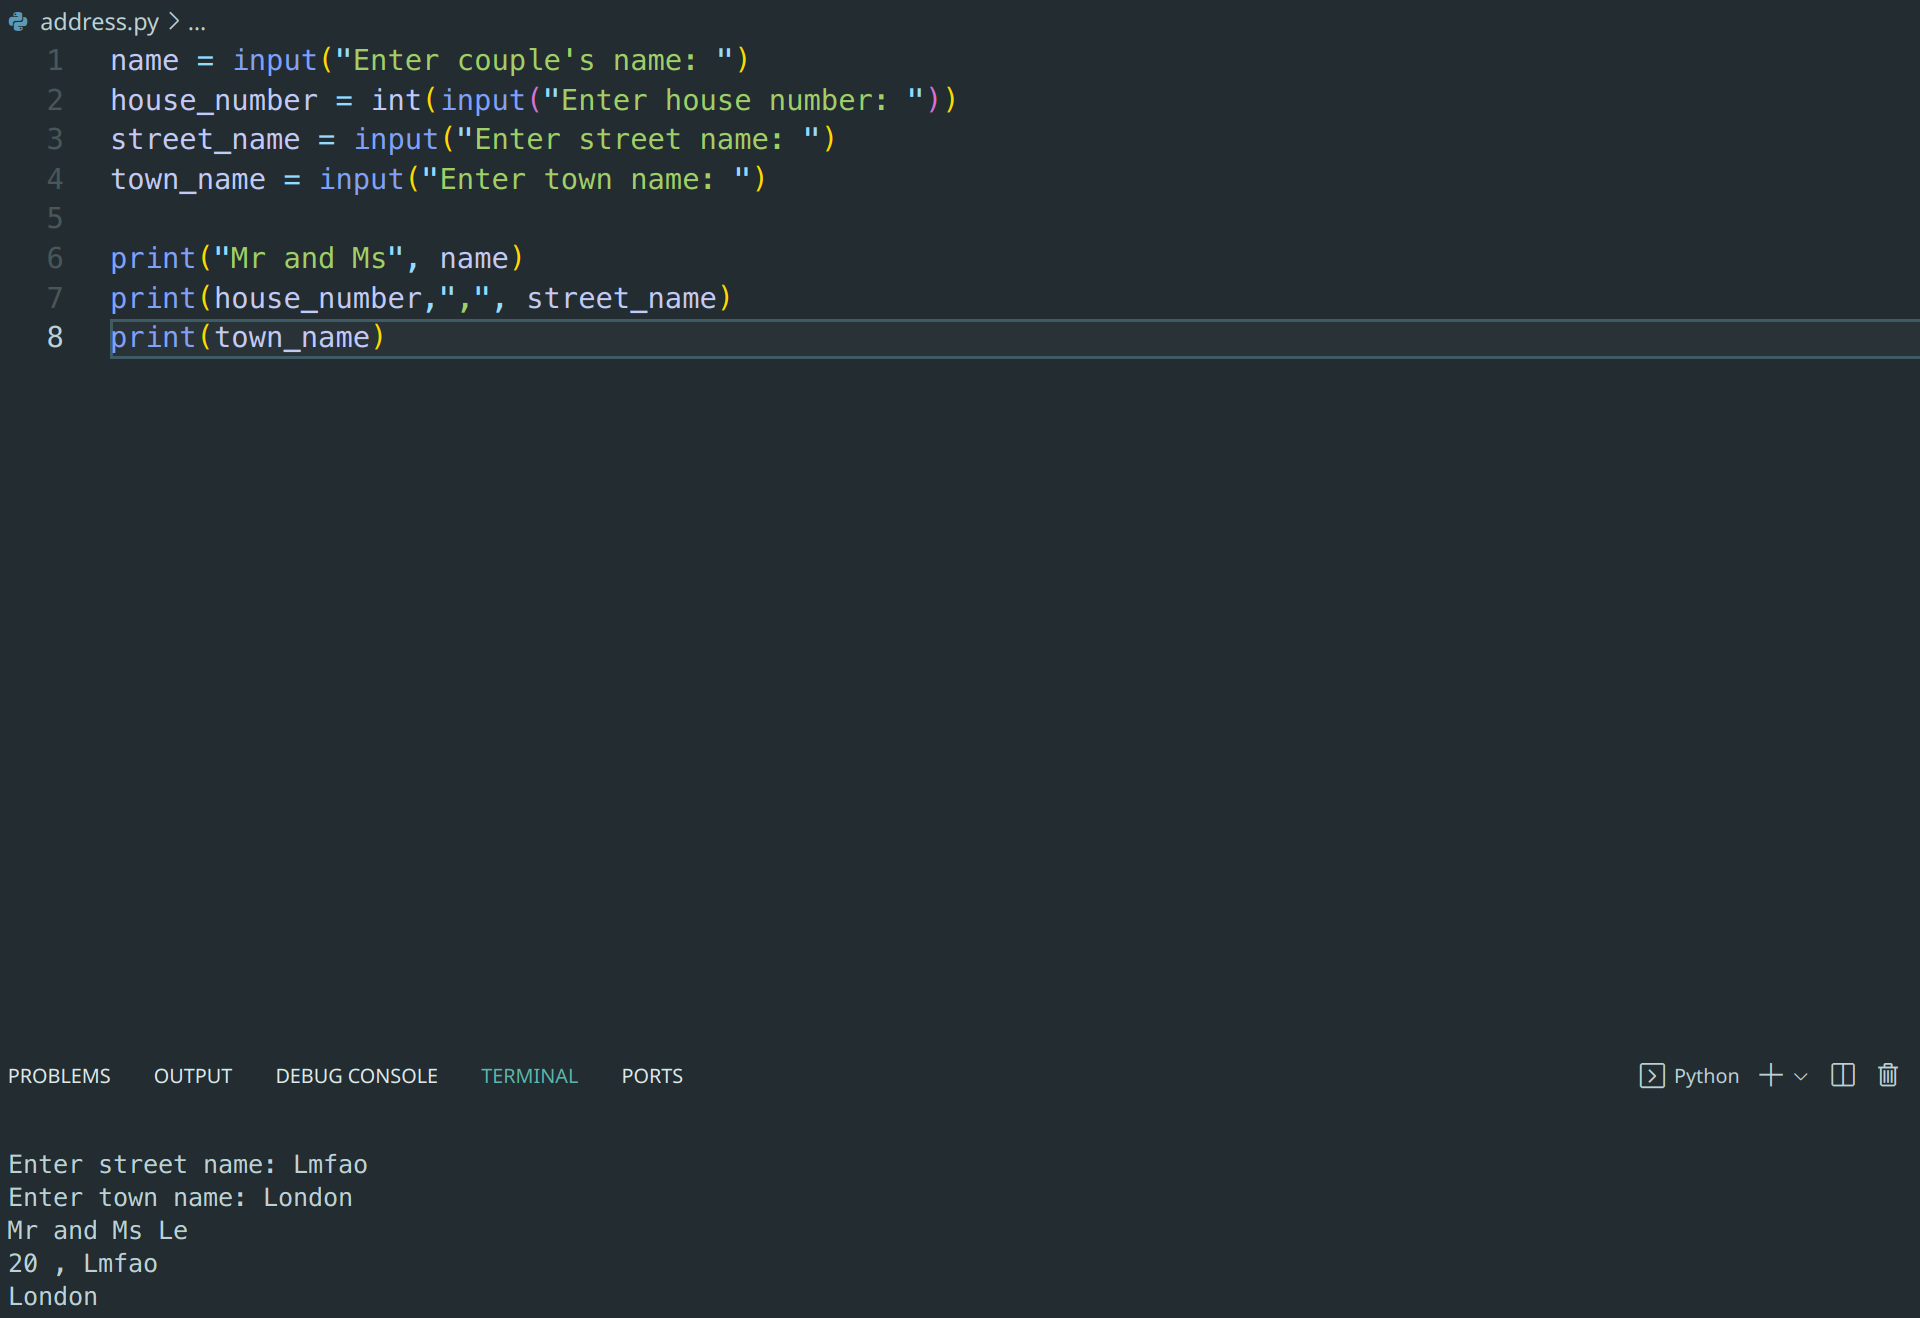 address.py > ...
1 name = input("Enter couple's name: ")
2 house_number = int(input("Enter house number: "))
3 street_name = input("Enter street name: ")
4 town_name = input("Enter town name: ")
5
6 print("Mr and Ms", name)
7 print(house_number,",", street_name)
8 print(town_name)
PROBLEMS OUTPUT DEBUG CONSOLE TERMINAL PORTS Python
Enter street name: Lmfao
Enter town name: London
Mr and Ms Le
20 , Lmfao
London